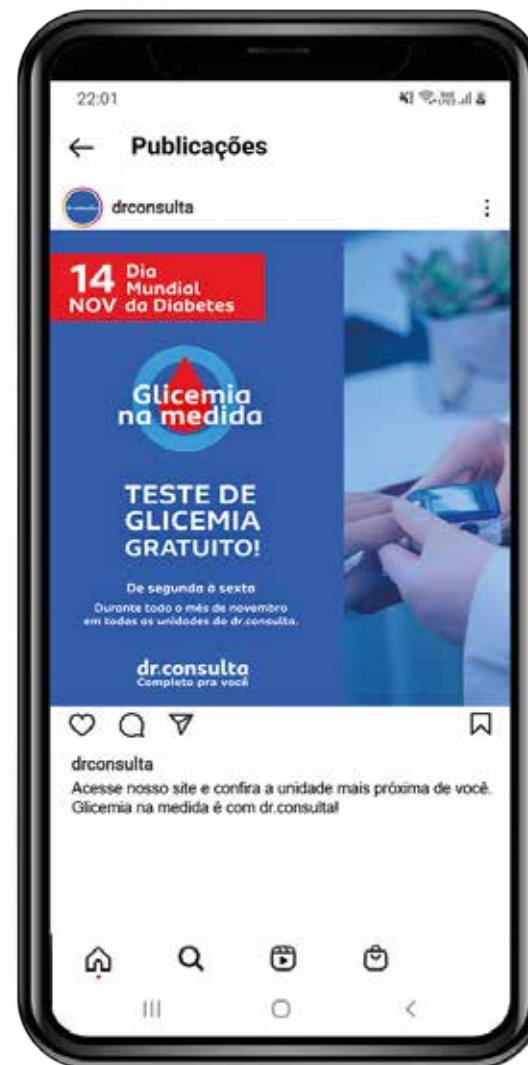 22:01
Publicações
drconsulta
14 Dia
Mundial
NOV da Diabetes
Glicemia
na medida
TESTE DE
GLICEMIA
GRATUITO!
De segunda à sexta
Durante todo o mês de novembro
em todas as unidades do dr.consulta.
dr.consulta
Completo pra você
drconsulta
Acesse nosso site e confira a unidade mais próxima de você.
Glicemia na medida é com dr.consulta!